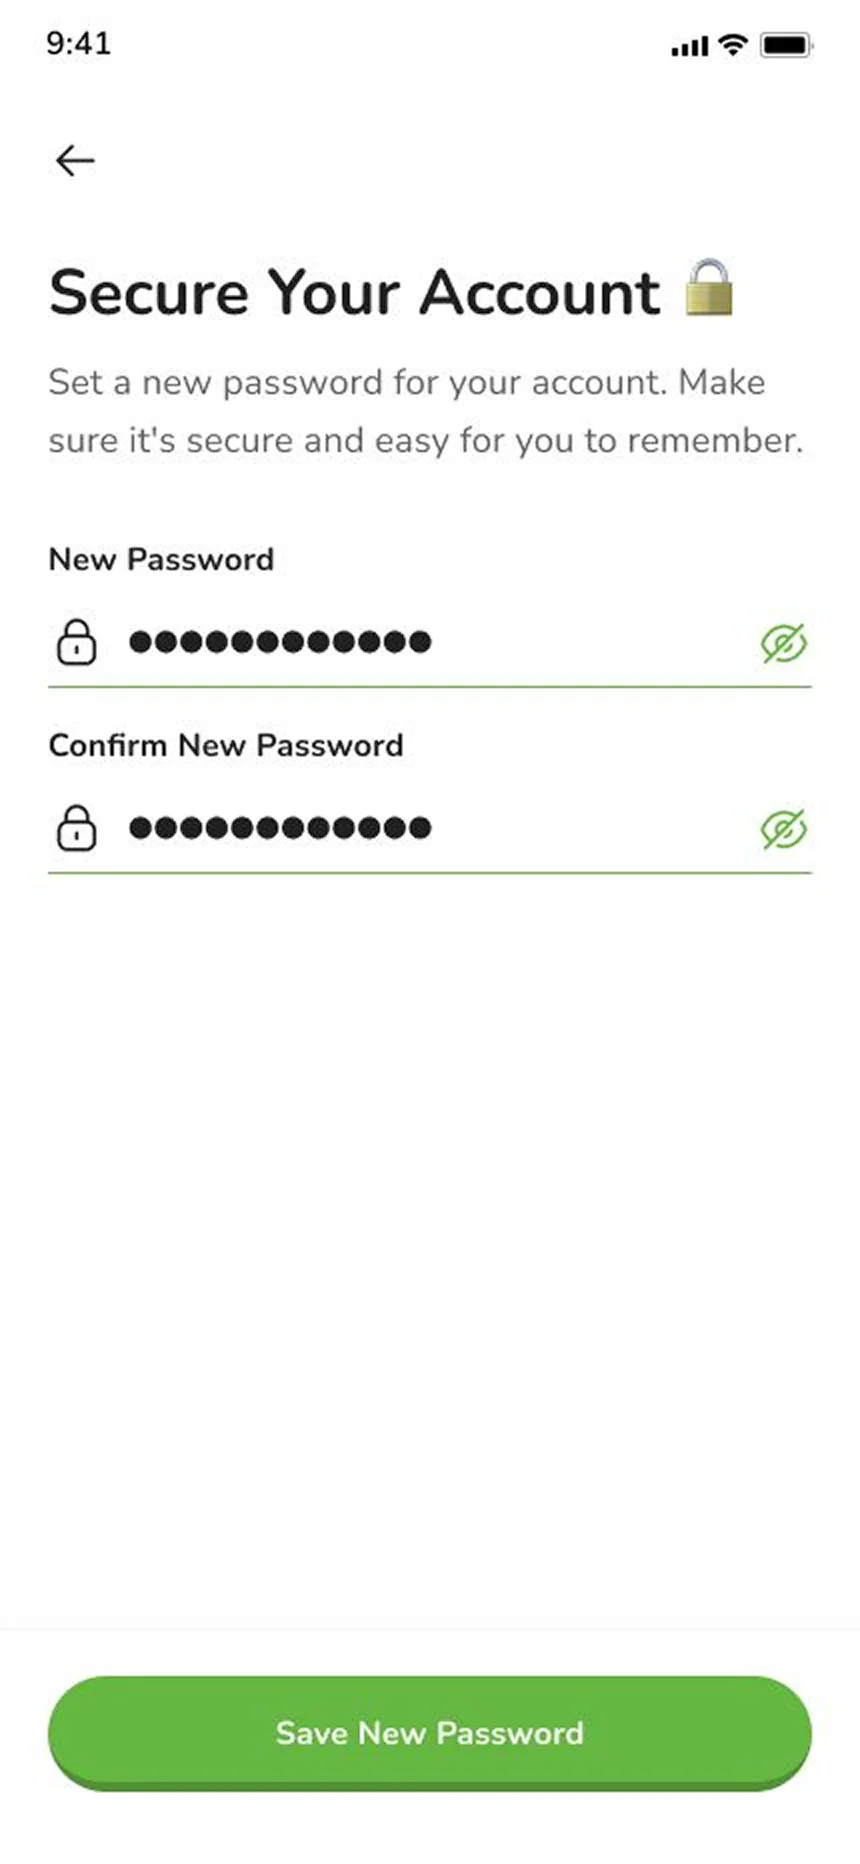 9:41
Secure Your Account
Set a new password for your account. Make
sure it's secure and easy for you to remember.
New Password
●●●●●●●●●●●●
Confirm New Password
●●●●●●●●●●●●
Save New Password